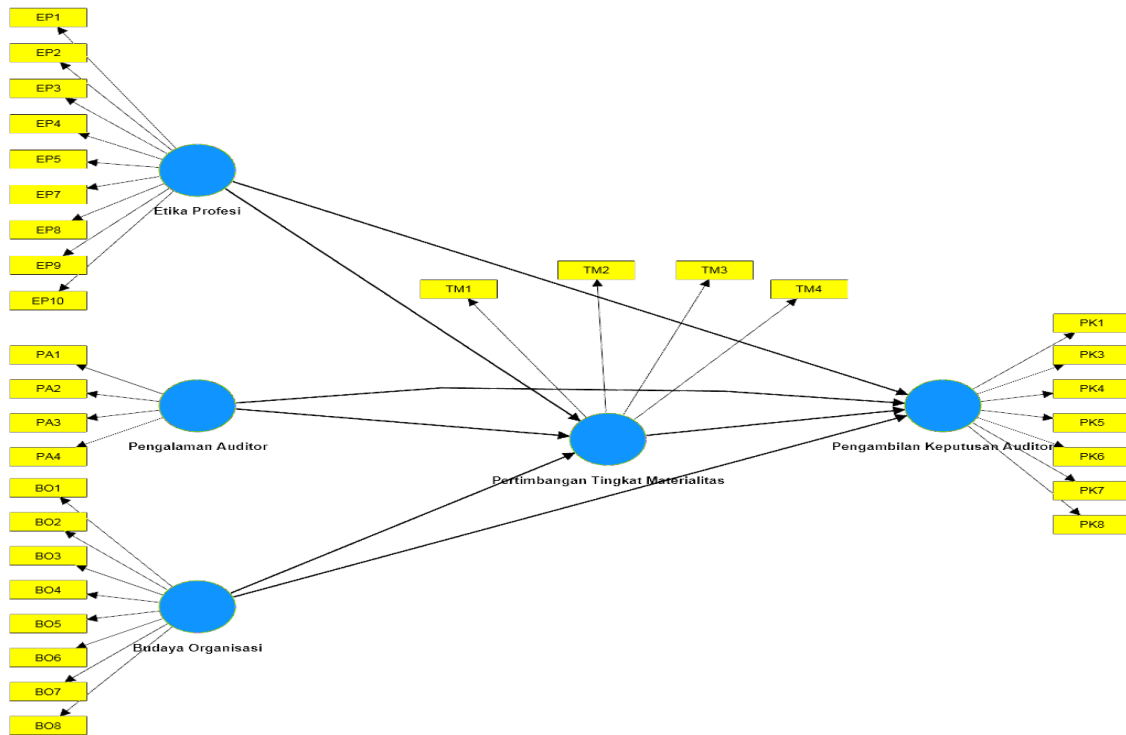 EP1
EP2
EP3
EP4
EP5
EP7
EP8
EP9
EP10
Etika Profesi
PA1
PA2
PA3
PA4
Pengalaman Auditor
BO1
BO2
BO3
BO4
BO5
BO6
BO7
BO8
Budaya Organisasi
TM1
TM2
TM3
TM4
Pertimbangan Tingkat Materialitas
Pengambilan Keputusan Auditor
PK1
PK3
PK4
PK5
PK6
PK7
PK8